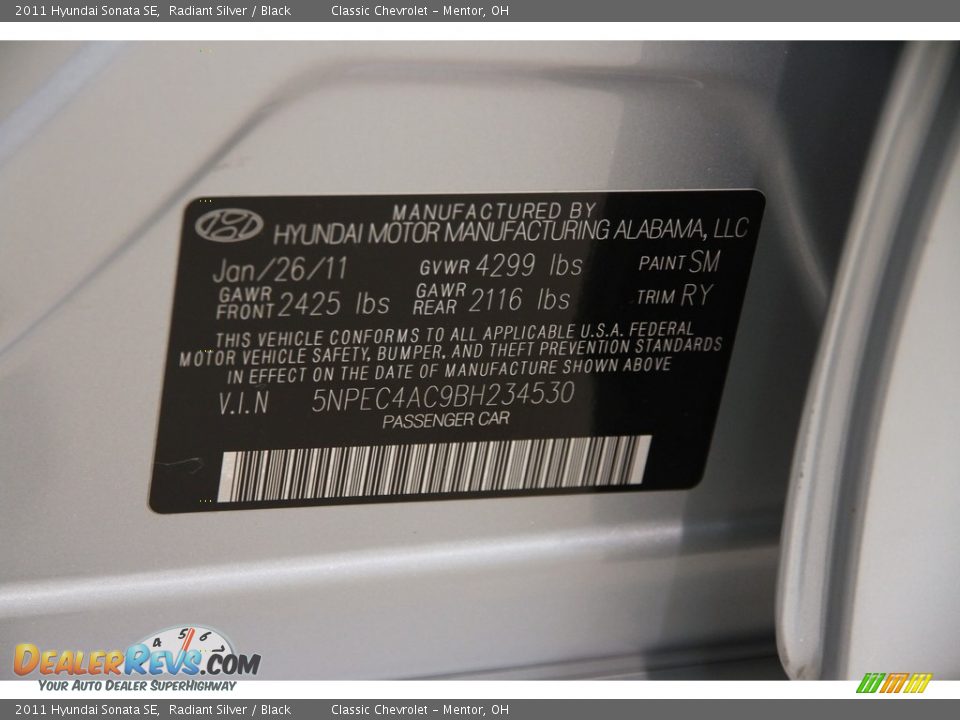 2011 Hyundai Sonata SE, Radiant Silver / Black Classic Chevrolet – Mentor, OH
MANUFACTURED BY
HYUNDAI MOTOR MANUFACTURING ALABAMA, LLC
Jan/26/11 GVWR 4299 lbs PAINT SM
GAWR FRONT 2425 lbs GAWR REAR 2116 lbs TRIM RY
THIS VEHICLE CONFORMS TO ALL APPLICABLE U.S.A. FEDERAL
MOTOR VEHICLE SAFETY, BUMPER, AND THEFT PREVENTION STANDARDS
IN EFFECT ON THE DATE OF MANUFACTURE SHOWN ABOVE
V.I.N 5NPEC4AC9BH234530
PASSENGER CAR
4 5 6 7
DEALERREVS.COM
YOUR AUTO DEALER SUPERHIGHWAY
2011 Hyundai Sonata SE, Radiant Silver / Black Classic Chevrolet – Mentor, OH